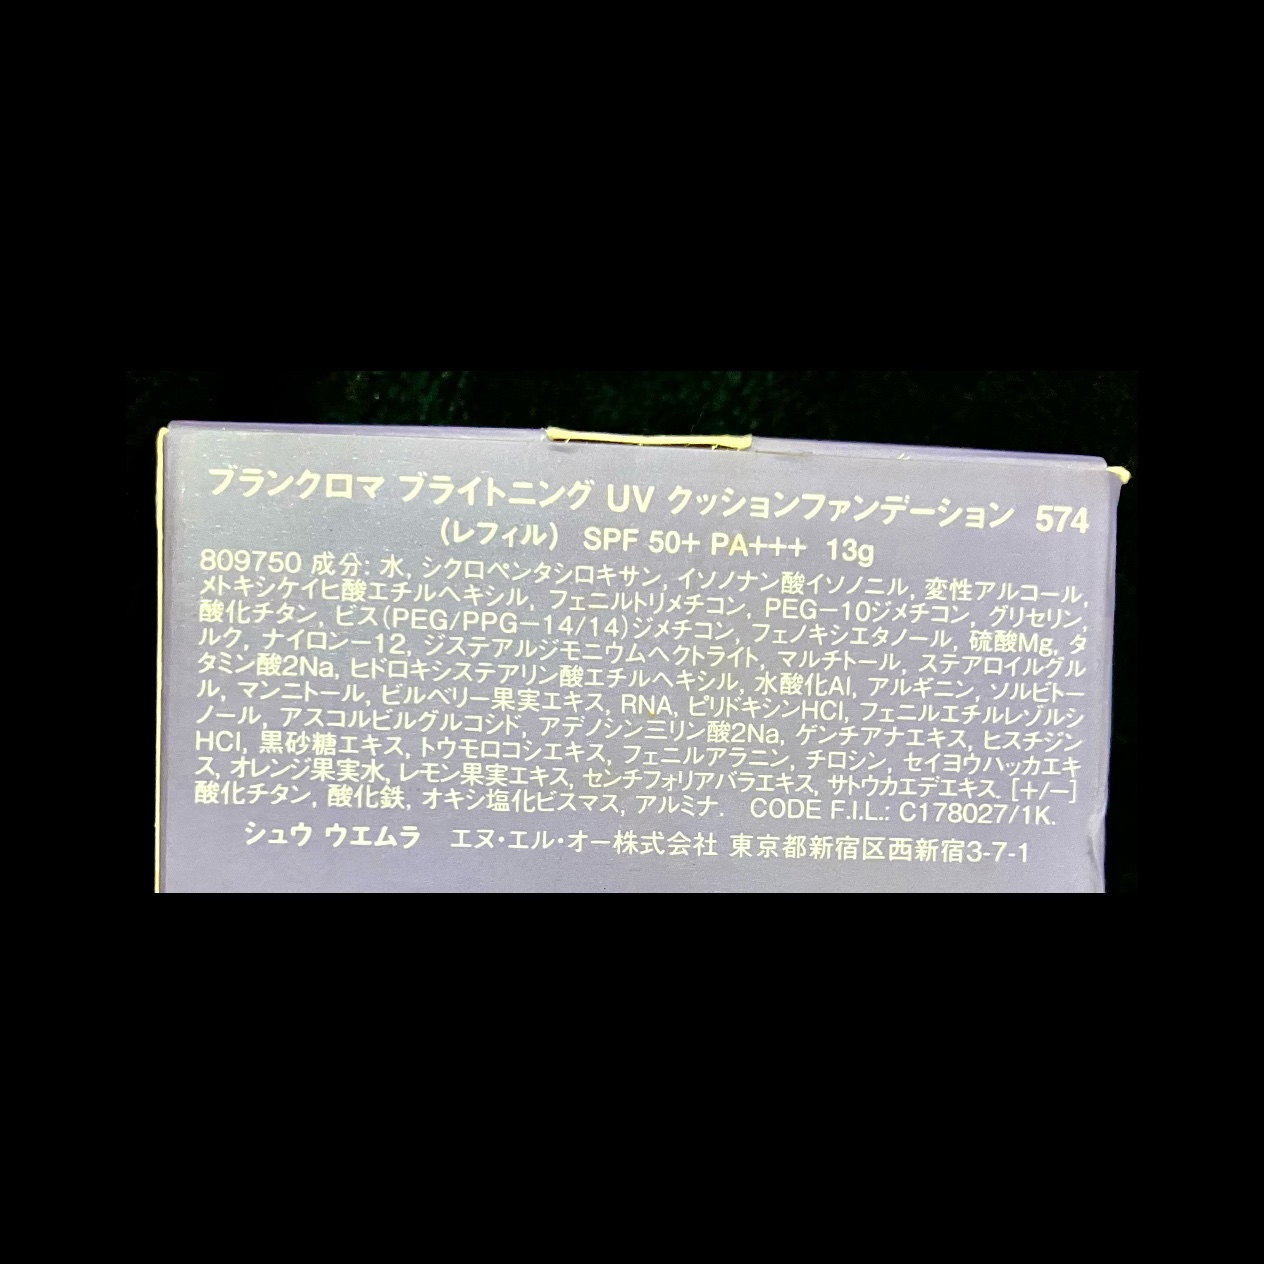 ブランクロマ ブライトニング UV クッションファンデーション 574
(レフィル) SPF 50+ PA+++ 13g
809750 成分: 水, シクロペンタシロキサン, イソノナン酸イソノニル, 変性アルコール,
メトキシケイヒ酸エチルヘキシル, フェニルトリメチコン, PEG−10ジメチコン, グリセリン,
酸化チタン, ビス(PEG/PPG−14/14)ジメチコン, フェノキシエタノール, 硫酸Mg, タ
ルク, ナイロン−12, ジステアルジモニウムヘクトライト, マルチトール, ステアロイルグル
タミン酸2Na, ヒドロキシステアリン酸エチルヘキシル, 水酸化Al, アルギニン, ソルビトー
ル, マンニトール, ビルベリー果実エキス, RNA, ピリドキシンHCl, フェニルエチルレゾルシ
ノール, アスコルビルグルコシド, アデノシン三リン酸2Na, ゲンチアナエキス, ヒスチジン
HCl, 黒砂糖エキス, トウモロコシエキス, フェニルアラニン, チロシン, セイヨウハッカエキ
ス, オレンジ果実水, レモン果実エキス, センチフォリアバラエキス, サトウカエデエキス. [+/−]
酸化チタン, 酸化鉄, オキシ塩化ビスマス, アルミナ. CODE F.I.L.: C178027/1K.
シュウ ウエムラ エヌ・エル・オー株式会社 東京都新宿区西新宿3-7-1